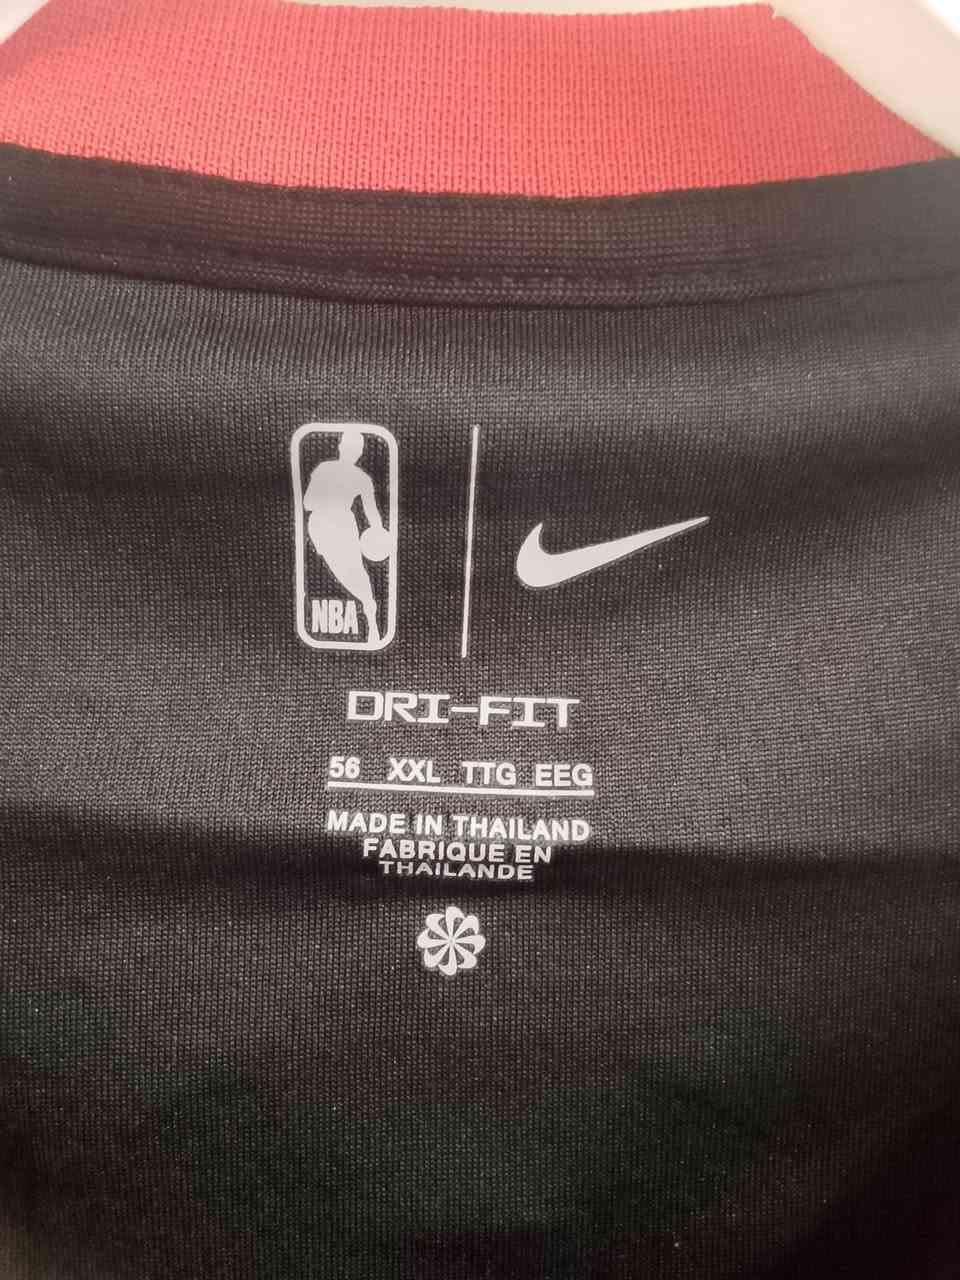 NBA
DRI-FIT
56 XXL TTG EEG
MADE IN THAILAND
FABRIQUE EN
THAILANDE